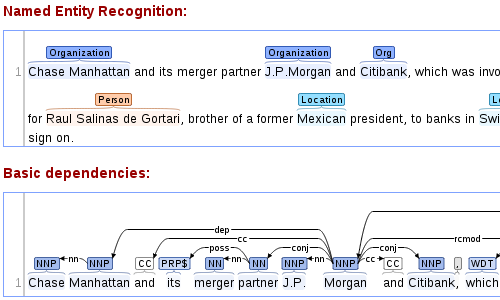 Named Entity Recognition:
Organization Organization Org
1 Chase Manhattan and its merger partner J.P.Morgan and Citibank, which was invo
Person Location Lo
for Raul Salinas de Gortari, brother of a former Mexican president, to banks in Swi
sign on.
Basic dependencies:
dep
cc rcmod
poss conj conj
NNP nn NNP CC PRP$ NN nn NN NNP nn NNP cc CC NNP . WDT
1 Chase Manhattan and its merger partner J.P. Morgan and Citibank, which